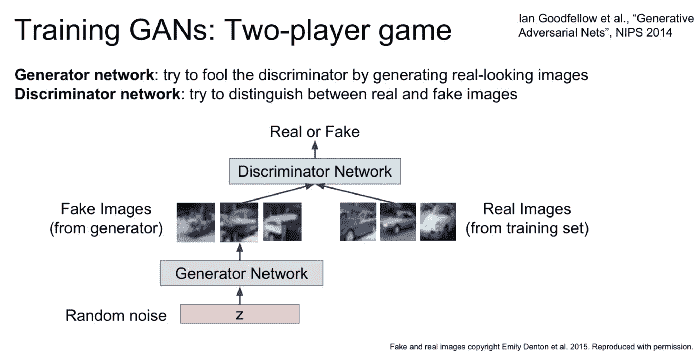 Training GANs: Two-player game
Ian Goodfellow et al., “Generative
Adversarial Nets”, NIPS 2014
Generator network: try to fool the discriminator by generating real-looking images
Discriminator network: try to distinguish between real and fake images
Real or Fake
Discriminator Network
Fake Images
(from generator)
Real Images
(from training set)
Generator Network
Random noise
z
Fake and real images copyright Emily Denton et al. 2015. Reproduced with permission.